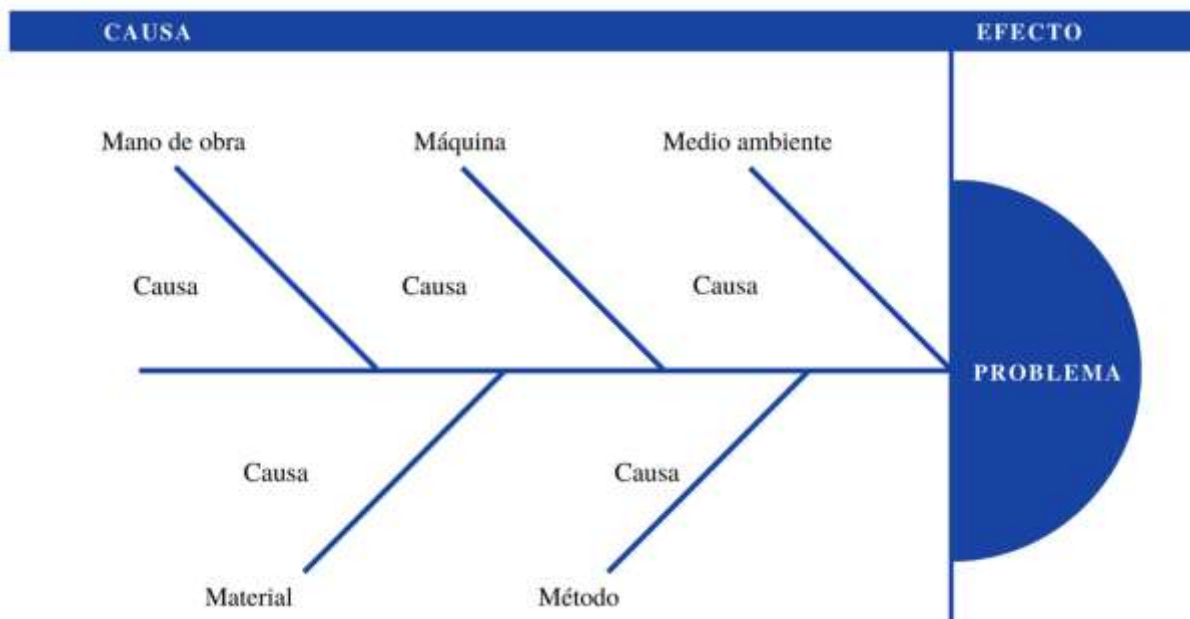 CAUSA EFECTO
Mano de obra Máquina Medio ambiente
Causa Causa Causa
PROBLEMA
Causa Causa
Material Método